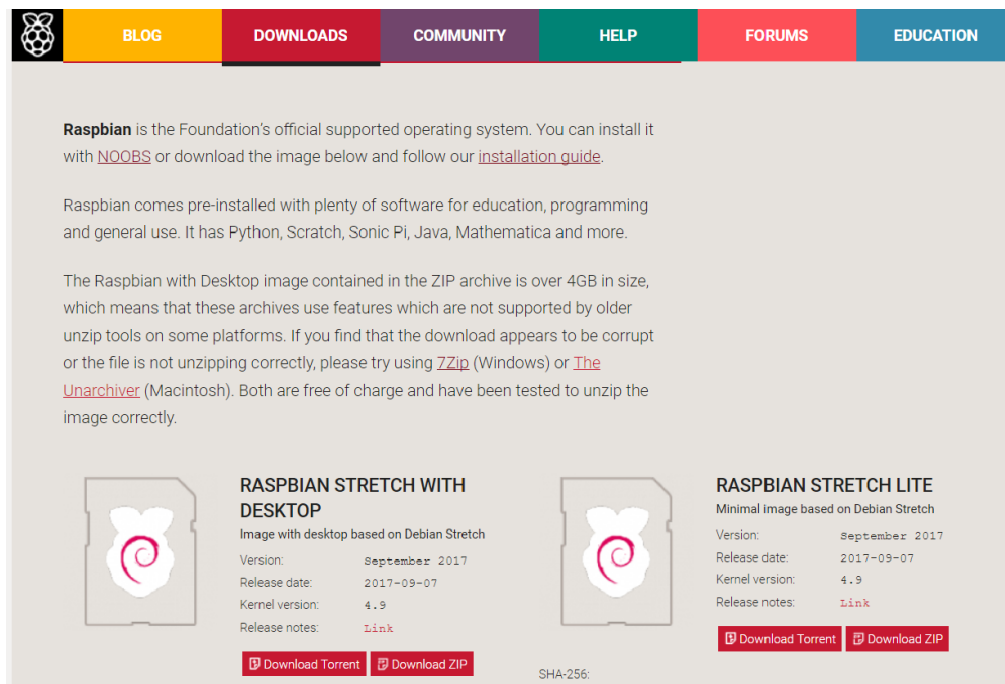 BLOG DOWNLOADS COMMUNITY HELP FORUMS EDUCATION
Raspbian is the Foundation's official supported operating system. You can install it
with NOOBS or download the image below and follow our installation guide.
Raspbian comes pre-installed with plenty of software for education, programming
and general use. It has Python, Scratch, Sonic Pi, Java, Mathematica and more.
The Raspbian with Desktop image contained in the ZIP archive is over 4GB in size,
which means that these archives use features which are not supported by older
unzip tools on some platforms. If you find that the download appears to be corrupt
or the file is not unzipping correctly, please try using 7Zip (Windows) or The
Unarchiver (Macintosh). Both are free of charge and have been tested to unzip the
image correctly.
RASPBIAN STRETCH WITH
DESKTOP
Image with desktop based on Debian Stretch
Version: September 2017
Release date: 2017-09-07
Kernel version: 4.9
Release notes: Link
Download Torrent Download ZIP
RASPBIAN STRETCH LITE
Minimal image based on Debian Stretch
Version: September 2017
Release date: 2017-09-07
Kernel version: 4.9
Release notes: Link
Download Torrent Download ZIP
SHA-256: